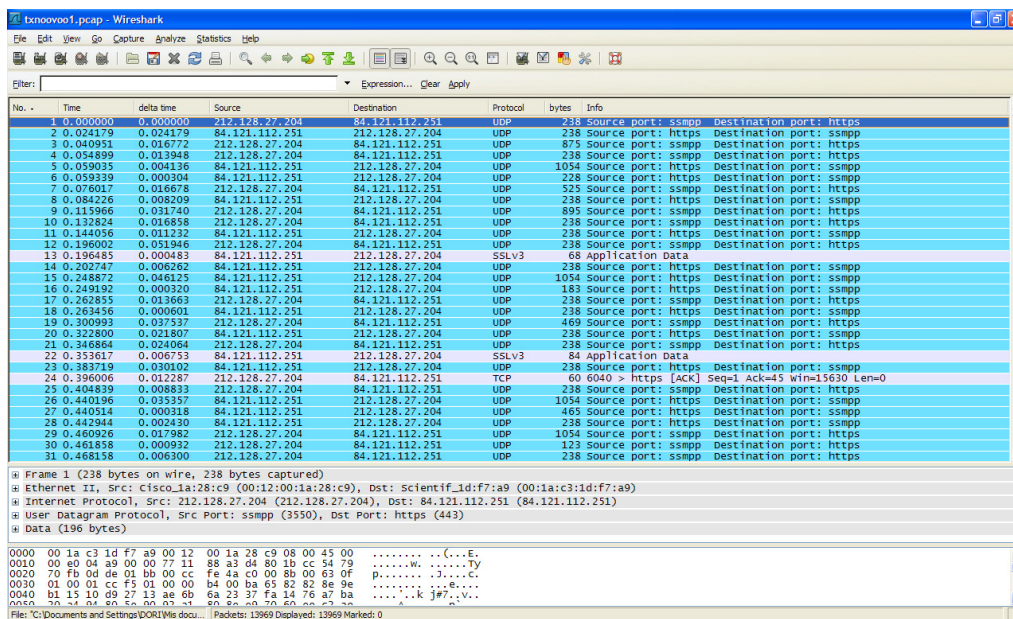 txnoovoo1.pcap - Wireshark
File Edit View Go Capture Analyze Statistics Help
Filter: Expression... Clear Apply
No. . Time delta time Source Destination Protocol bytes Info
1 0.000000 0.000000 212.128.27.204 84.121.112.251 UDP 238 Source port: ssmpp Destination port: https
2 0.024179 0.024179 84.121.112.251 212.128.27.204 UDP 238 Source port: https Destination port: ssmpp
3 0.040951 0.016772 212.128.27.204 84.121.112.251 UDP 875 Source port: ssmpp Destination port: https
4 0.054899 0.013948 212.128.27.204 84.121.112.251 UDP 238 Source port: ssmpp Destination port: https
5 0.059035 0.004136 84.121.112.251 212.128.27.204 UDP 1054 Source port: https Destination port: ssmpp
6 0.059339 0.000304 84.121.112.251 212.128.27.204 UDP 228 Source port: https Destination port: ssmpp
7 0.076017 0.016678 212.128.27.204 84.121.112.251 UDP 525 Source port: ssmpp Destination port: https
8 0.084226 0.008209 84.121.112.251 212.128.27.204 UDP 238 Source port: https Destination port: ssmpp
9 0.115966 0.031740 212.128.27.204 84.121.112.251 UDP 895 Source port: ssmpp Destination port: https
10 0.132824 0.016858 84.121.112.251 212.128.27.204 UDP 238 Source port: https Destination port: ssmpp
11 0.144056 0.011232 212.128.27.204 84.121.112.251 UDP 238 Source port: ssmpp Destination port: https
12 0.196002 0.051946 212.128.27.204 84.121.112.251 UDP 238 Source port: ssmpp Destination port: https
13 0.196485 0.000483 84.121.112.251 212.128.27.204 SSLv3 68 Application Data
14 0.202747 0.006262 84.121.112.251 212.128.27.204 UDP 238 Source port: https Destination port: ssmpp
15 0.248872 0.046125 84.121.112.251 212.128.27.204 UDP 1054 Source port: https Destination port: ssmpp
16 0.249192 0.000320 84.121.112.251 212.128.27.204 UDP 183 Source port: https Destination port: ssmpp
17 0.262855 0.013663 212.128.27.204 84.121.112.251 UDP 238 Source port: ssmpp Destination port: https
18 0.263456 0.000601 84.121.112.251 212.128.27.204 UDP 238 Source port: https Destination port: ssmpp
19 0.300993 0.037537 212.128.27.204 84.121.112.251 UDP 469 Source port: ssmpp Destination port: https
20 0.322800 0.021807 84.121.112.251 212.128.27.204 UDP 238 Source port: https Destination port: ssmpp
21 0.346864 0.024064 212.128.27.204 84.121.112.251 UDP 238 Source port: ssmpp Destination port: https
22 0.353617 0.006753 84.121.112.251 212.128.27.204 SSLv3 84 Application Data
23 0.383719 0.030102 84.121.112.251 212.128.27.204 UDP 238 Source port: https Destination port: ssmpp
24 0.396006 0.012287 212.128.27.204 84.121.112.251 TCP 60 6040 > https [ACK] Seq=1 Ack=45 Win=15630 Len=0
25 0.404839 0.008833 212.128.27.204 84.121.112.251 UDP 238 Source port: ssmpp Destination port: https
26 0.440196 0.035357 84.121.112.251 212.128.27.204 UDP 1054 Source port: https Destination port: ssmpp
27 0.440514 0.000318 84.121.112.251 212.128.27.204 UDP 465 Source port: https Destination port: ssmpp
28 0.442944 0.002430 84.121.112.251 212.128.27.204 UDP 238 Source port: https Destination port: ssmpp
29 0.460926 0.017982 212.128.27.204 84.121.112.251 UDP 1054 Source port: ssmpp Destination port: https
30 0.461858 0.000932 212.128.27.204 84.121.112.251 UDP 123 Source port: ssmpp Destination port: https
31 0.468158 0.006300 212.128.27.204 84.121.112.251 UDP 238 Source port: ssmpp Destination port: https
Frame 1 (238 bytes on wire, 238 bytes captured)
Ethernet II, Src: Cisco_1a:28:c9 (00:12:00:1a:28:c9), Dst: Scientif_1d:f7:a9 (00:1a:c3:1d:f7:a9)
Internet Protocol, Src: 212.128.27.204 (212.128.27.204), Dst: 84.121.112.251 (84.121.112.251)
User Datagram Protocol, Src Port: ssmpp (3550), Dst Port: https (443)
Data (196 bytes)
0000 00 1a c3 1d f7 a9 00 12 00 1a 28 c9 08 00 45 00 ........ ..(...E.
0010 00 e0 04 a9 00 00 77 11 88 a3 d4 80 1b cc 54 79 ......w. ......Ty
0020 70 fb 0d de 01 bb 00 cc fe 4a c0 00 8b 00 63 0f p....... .J....c.
0030 01 00 01 cc f5 01 00 00 b4 00 ba 65 82 82 8e 9e ........ ...e....
0040 b1 15 10 d9 27 13 ae 6b 6a 23 37 fa 14 76 a7 ba ....'..k j#7..v..
File: "C:\Documents and Settings\DORI\Mis docu... Packets: 13969 Displayed: 13969 Marked: 0